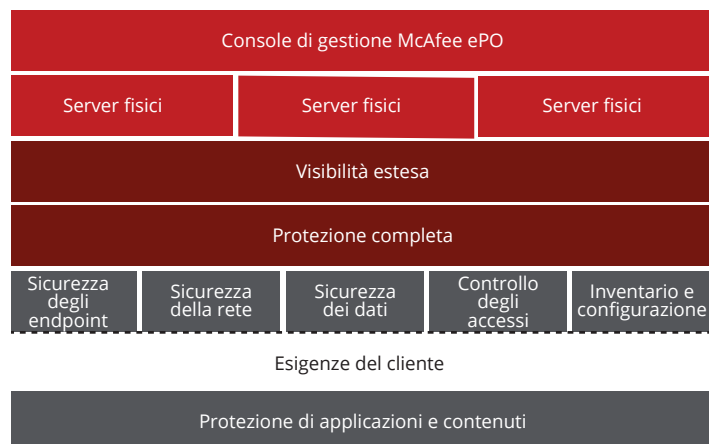 Console di gestione McAfee ePO
Server fisici
Server fisici
Server fisici
Visibilità estesa
Protezione completa
Sicurezza
degli
endpoint
Sicurezza
della rete
Sicurezza
dei dati
Controllo
degli
accessi
Inventario e
configurazione
Esigenze del cliente
Protezione di applicazioni e contenuti